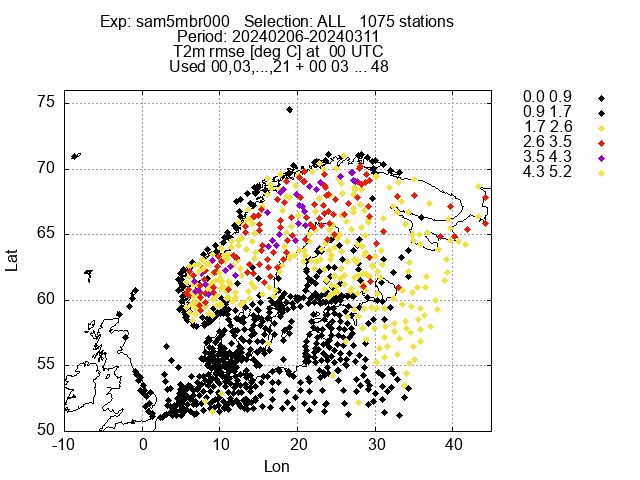 Exp: sam5mbr000   Selection: ALL   1075 stations
Period: 20240206-20240311
T2m rmse [deg C] at  00 UTC
Used 00,03,...,21 + 00 03 ... 48
0.0 0.9
0.9 1.7
1.7 2.6
2.6 3.5
3.5 4.3
4.3 5.2
75
70
65
60
55
50
Lat
-10 0 10 20 30 40
Lon